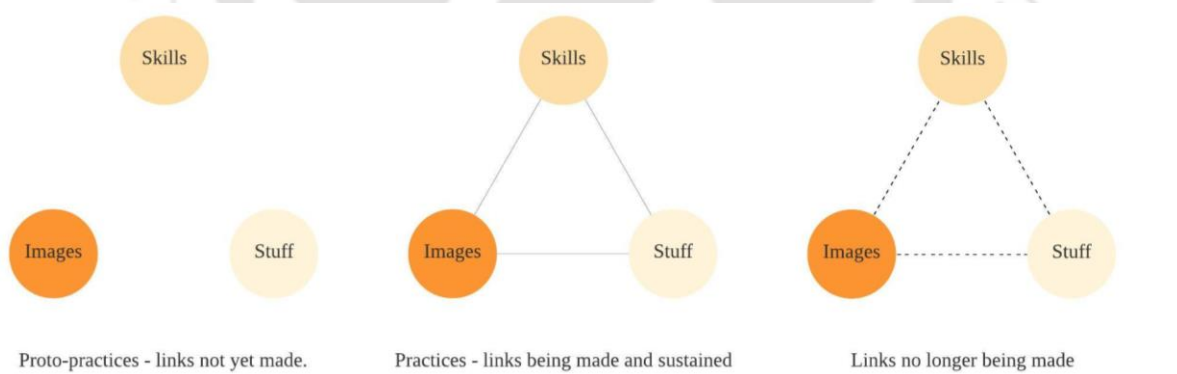 Skills
Skills
Skills
Images
Stuff
Images
Stuff
Images
Stuff
Proto-practices - links not yet made.
Practices - links being made and sustained
Links no longer being made